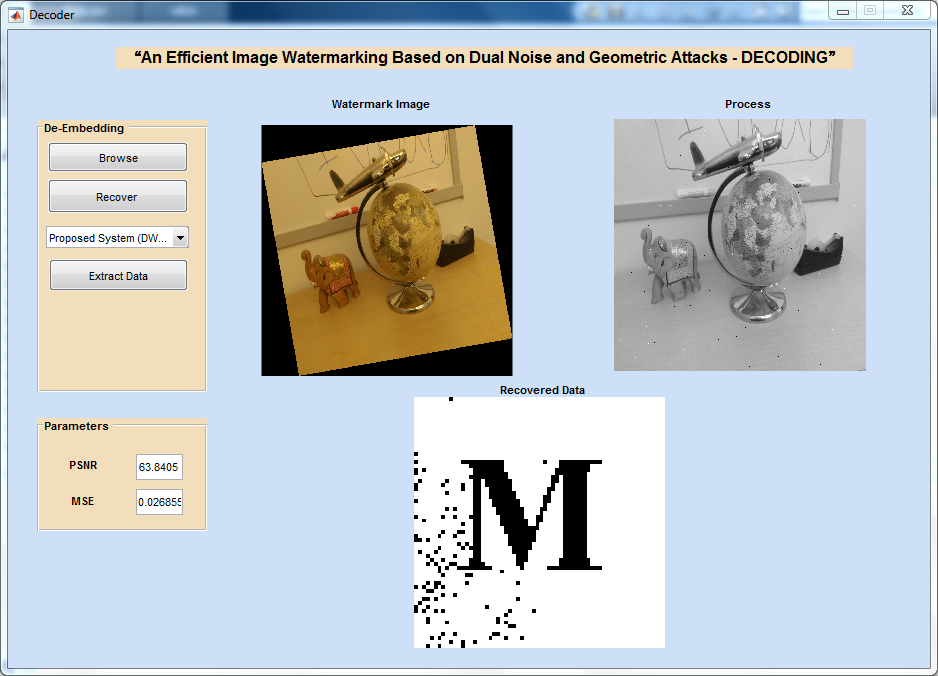 Decoder
“An Efficient Image Watermarking Based on Dual Noise and Geometric Attacks - DECODING”
Watermark Image
Process
De-Embedding
Browse
Recover
Proposed System (DW...
Extract Data
Recovered Data
M
Parameters
PSNR
63.8405
MSE
0.026855